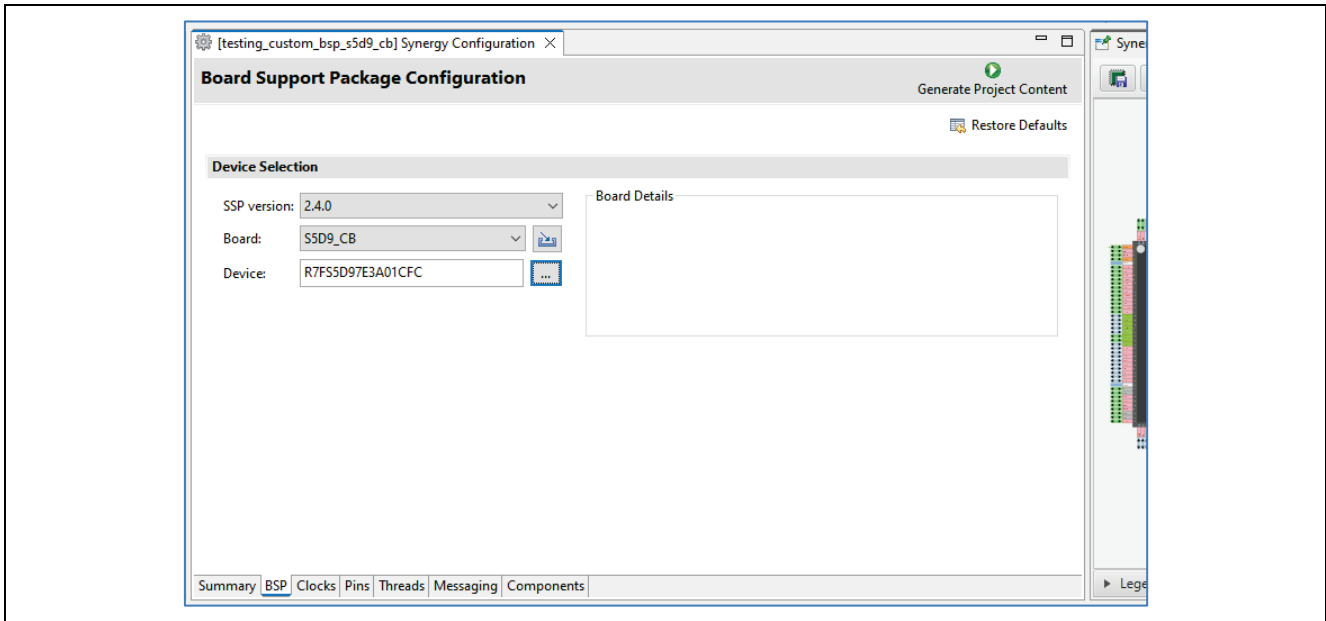 [testing_custom_bsp_s5d9_cb] Synergy Configuration
Board Support Package Configuration
Generate Project Content
Restore Defaults
Device Selection
SSP version: 2.4.0
Board Details
Board: S5D9_CB
Device: R7FS5D97E3A01CFC
...
Summary BSP Clocks Pins Threads Messaging Components
Syne
Lege